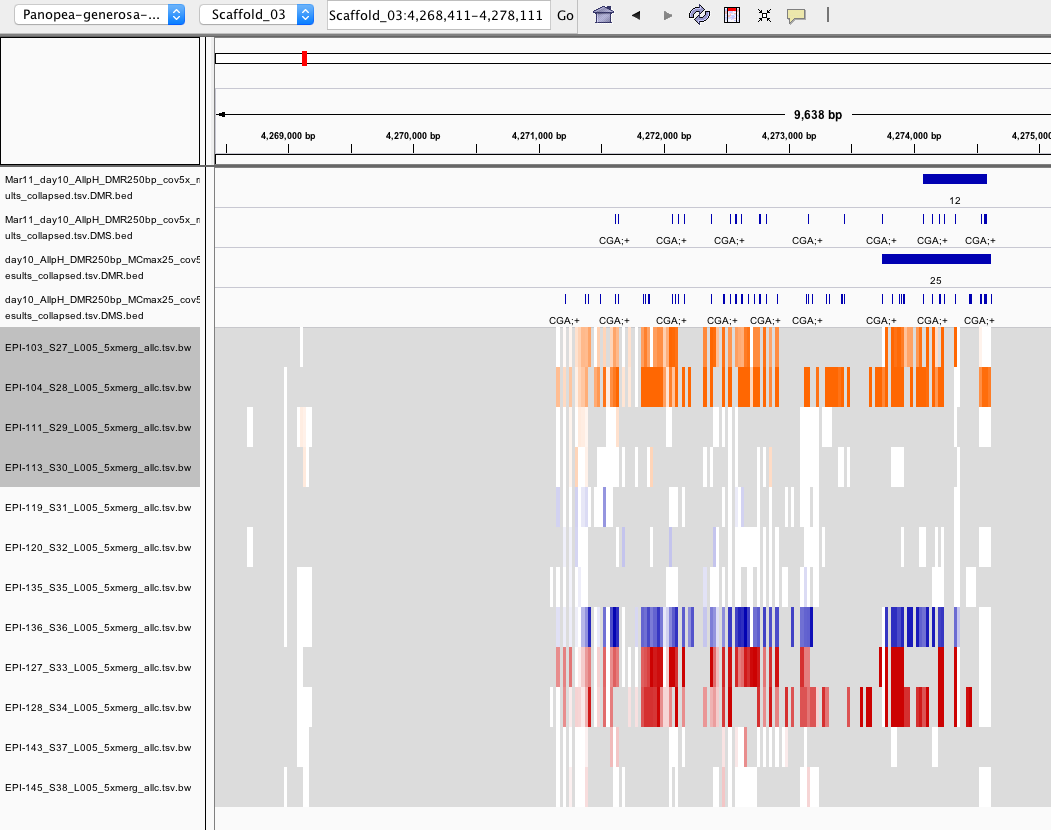 Panopea-generosa-... Scaffold_03 Scaffold_03:4,268,411-4,278,111 Go
9,638 bp
4,269,000 bp 4,270,000 bp 4,271,000 bp 4,272,000 bp 4,273,000 bp 4,274,000 bp 4,275,00
Mar11_day10_AllpH_DMR250bp_cov5x_r
ults_collapsed.tsv.DMR.bed
12
Mar11_day10_AllpH_DMR250bp_cov5x_r
ults_collapsed.tsv.DMS.bed
CGA;+ CGA;+ CGA;+ CGA;+ CGA;+ CGA;+ CGA;+
day10_AllpH_DMR250bp_MCmax25_cov5
esults_collapsed.tsv.DMR.bed
25
day10_AllpH_DMR250bp_MCmax25_cov5
esults_collapsed.tsv.DMS.bed
CGA;+ CGA;+ CGA;+ CGA;+ CGA;+ CGA;+ CGA;+ CGA;+ CGA;+
EPI-103_S27_L005_5xmerg_allc.tsv.bw
EPI-104_S28_L005_5xmerg_allc.tsv.bw
EPI-111_S29_L005_5xmerg_allc.tsv.bw
EPI-113_S30_L005_5xmerg_allc.tsv.bw
EPI-119_S31_L005_5xmerg_allc.tsv.bw
EPI-120_S32_L005_5xmerg_allc.tsv.bw
EPI-135_S35_L005_5xmerg_allc.tsv.bw
EPI-136_S36_L005_5xmerg_allc.tsv.bw
EPI-127_S33_L005_5xmerg_allc.tsv.bw
EPI-128_S34_L005_5xmerg_allc.tsv.bw
EPI-143_S37_L005_5xmerg_allc.tsv.bw
EPI-145_S38_L005_5xmerg_allc.tsv.bw